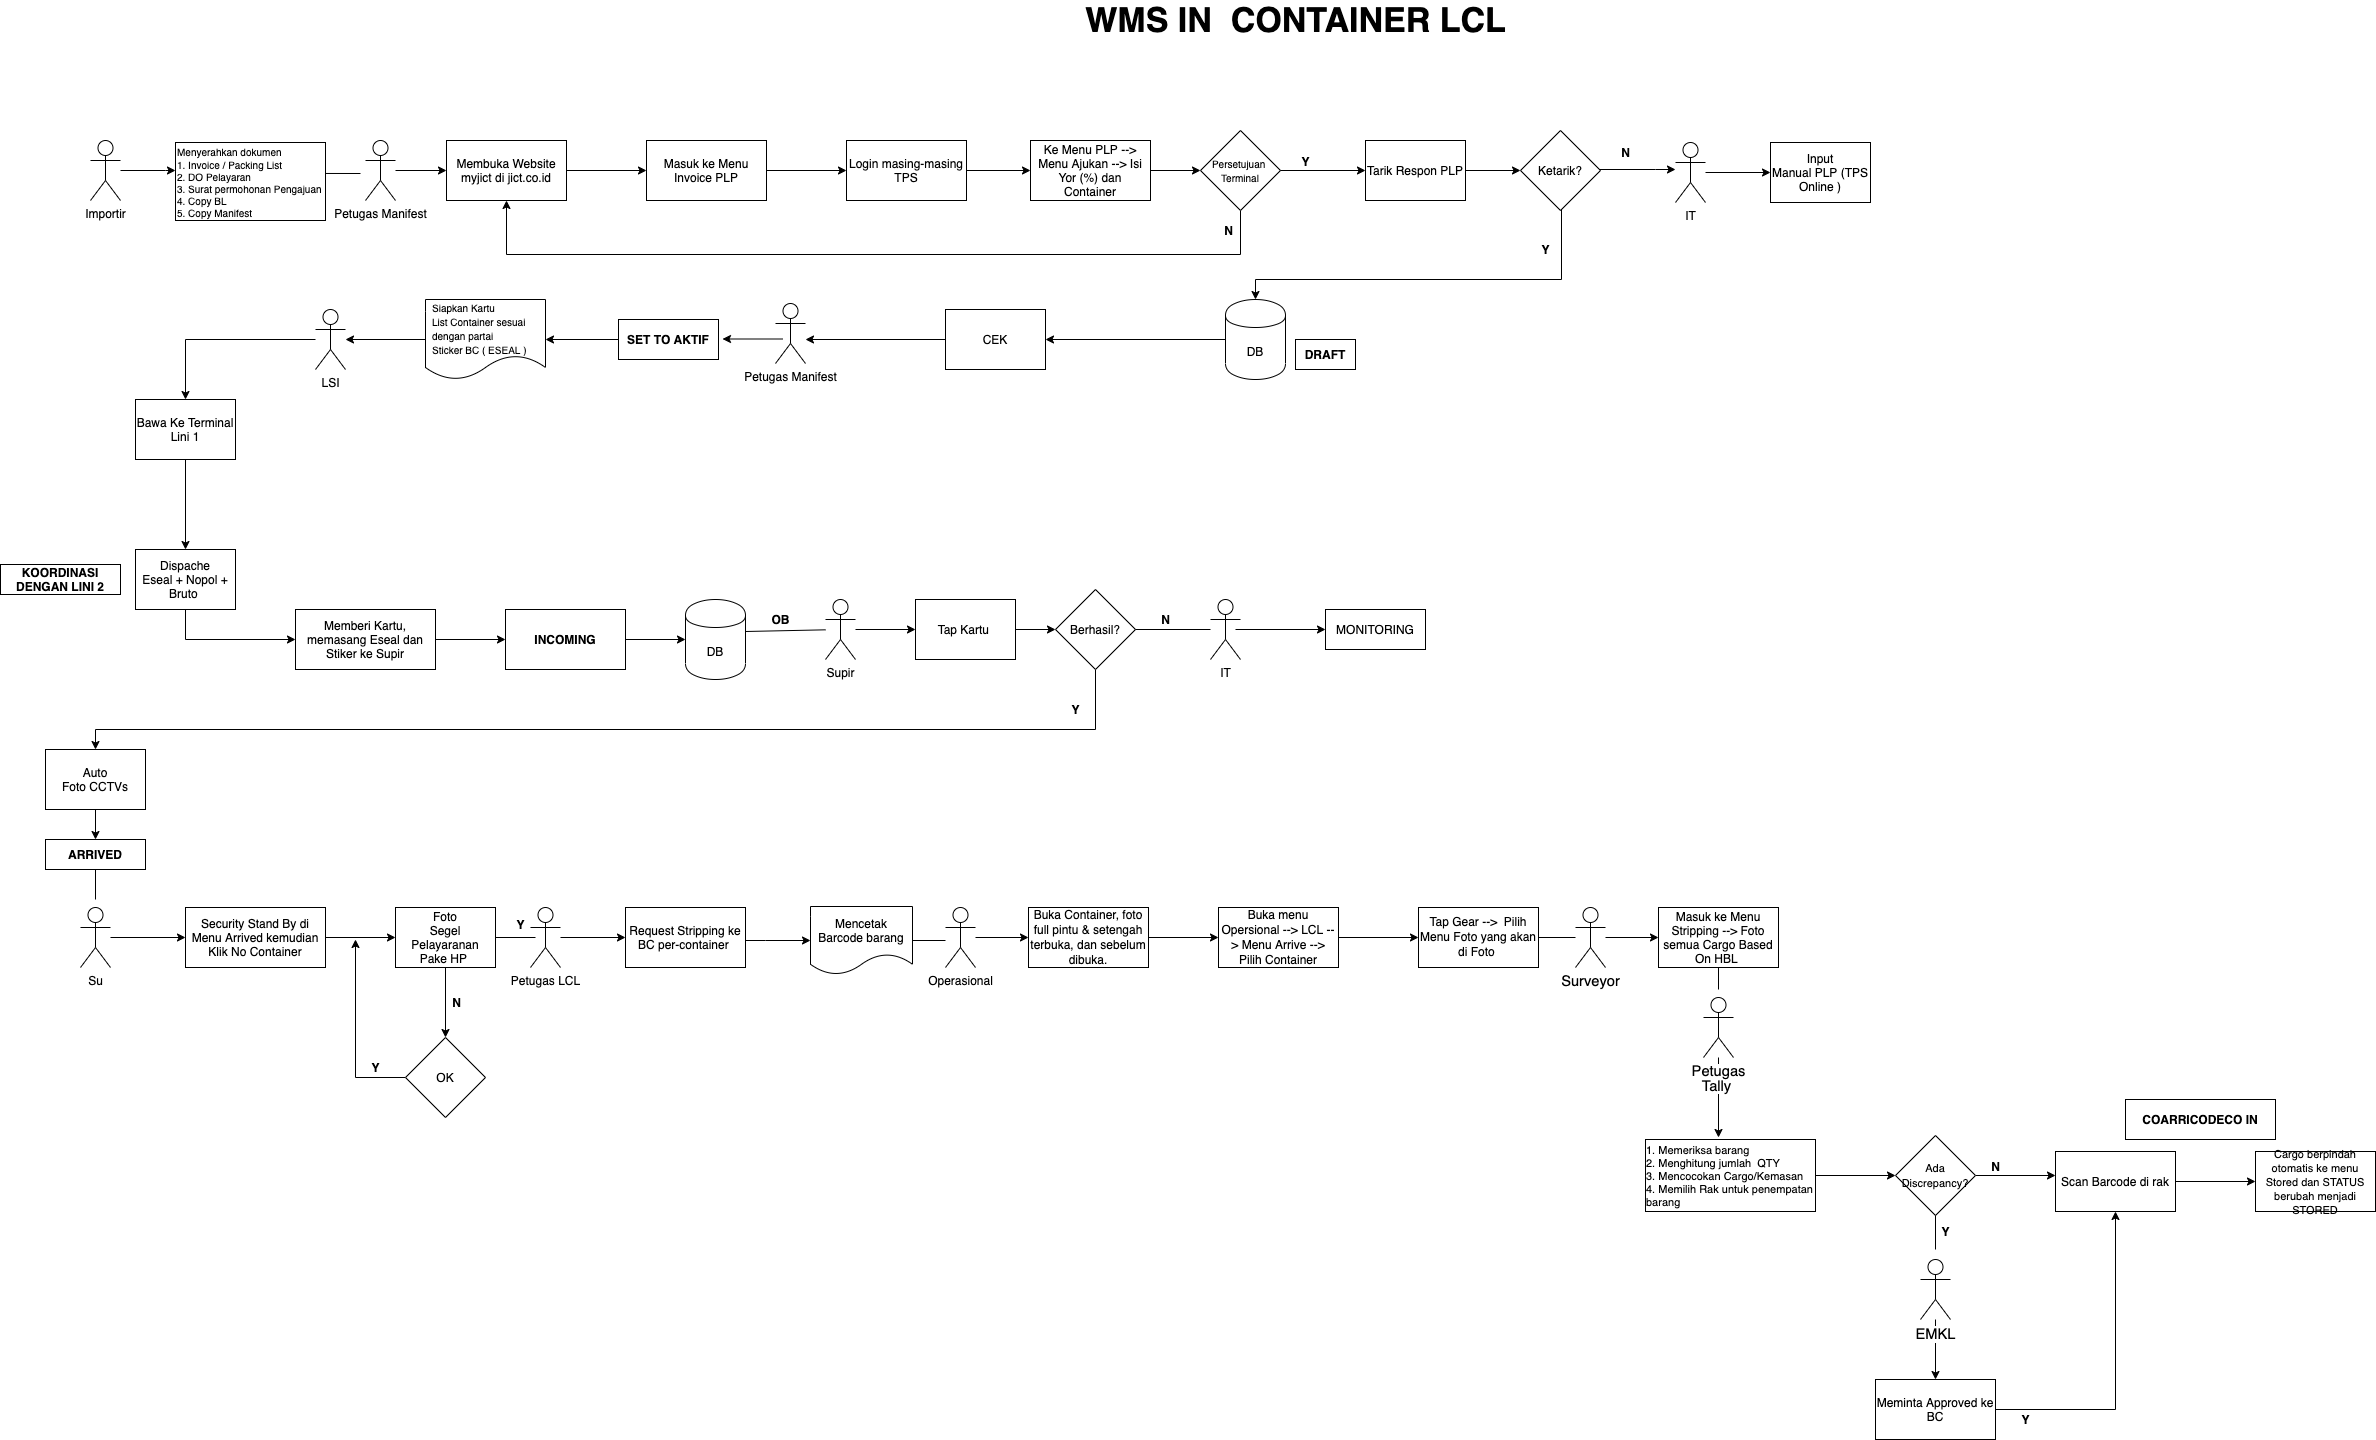 WMS IN  CONTAINER LCL
Importir
Menyerahkan dokumen
1. Invoice / Packing List
2. DO Pelayaran
3. Surat permohonan Pengajuan
4. Copy BL
5. Copy Manifest
Petugas Manifest
Membuka Website
myjict di jict.co.id
Masuk ke Menu
Invoice PLP
Login masing-masing
TPS
Ke Menu PLP -->
Menu Ajukan --> Isi
Yor (%) dan
Container
Persetujuan
Terminal
Y
N
Tarik Respon PLP
Ketarik?
N
Y
IT
Input
Manual PLP (TPS
Online )
DB
DRAFT
CEK
Petugas Manifest
SET TO AKTIF
Siapkan Kartu
List Container sesuai
dengan partai
Sticker BC ( ESEAL )
LSI
Bawa Ke Terminal
Lini 1
KOORDINASI
DENGAN LINI 2
Dispache
Eseal + Nopol +
Bruto
Memberi Kartu,
memasang Eseal dan
Stiker ke Supir
INCOMING
DB
OB
Supir
Tap Kartu
Berhasil?
N
Y
IT
MONITORING
Auto
Foto CCTVs
ARRIVED
Su
Security Stand By di
Menu Arrived kemudian
Klik No Container
Foto
Segel
Pelayaranan
Pake HP
Y
N
OK
Y
Petugas LCL
Request Stripping ke
BC per-container
Mencetak
Barcode barang
Operasional
Buka Container, foto
full pintu & setengah
terbuka, dan sebelum
dibuka.
Buka menu
Opersional --> LCL --
> Menu Arrive -->
Pilih Container
Tap Gear -->  Pilih
Menu Foto yang akan
di Foto
Surveyor
Masuk ke Menu
Stripping --> Foto
semua Cargo Based
On HBL
Petugas
Tally
1. Memeriksa barang
2. Menghitung jumlah  QTY
3. Mencocokan Cargo/Kemasan
4. Memilih Rak untuk penempatan
barang
Ada
Discrepancy?
N
Y
Scan Barcode di rak
COARRICODECO IN
Cargo berpindah
otomatis ke menu
Stored dan STATUS
berubah menjadi
STORED
EMKL
Meminta Approved ke
BC
Y